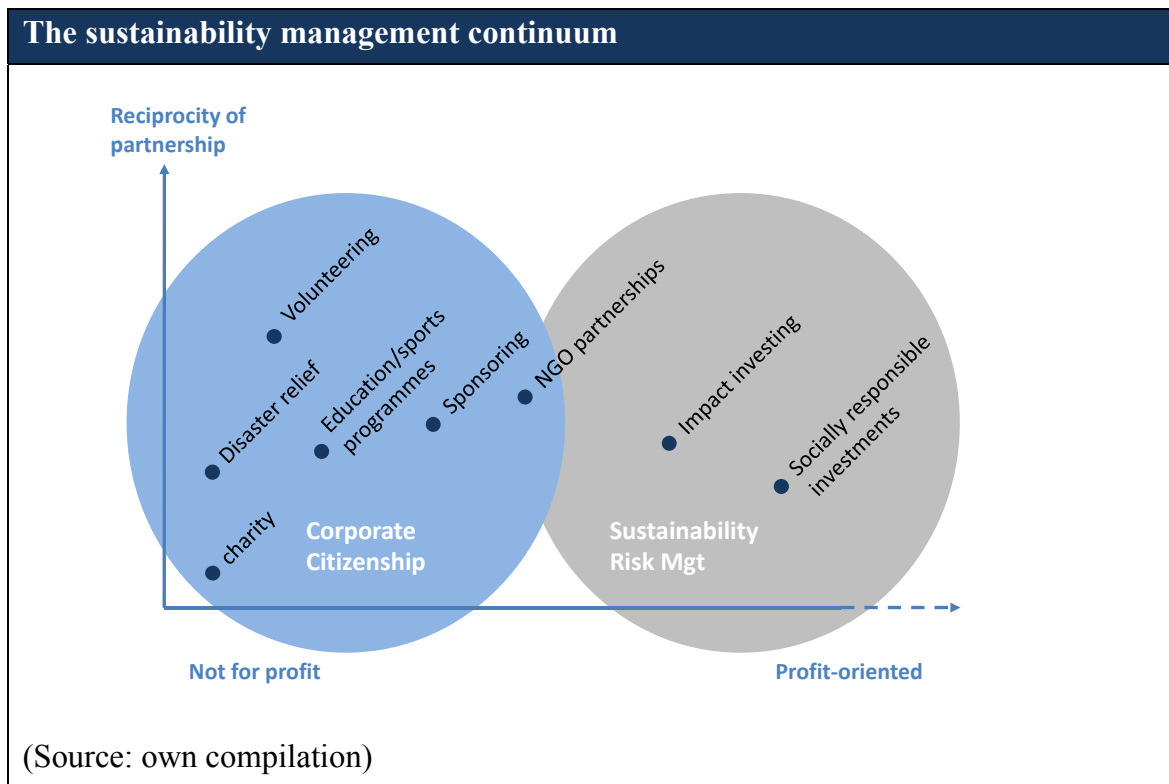 The sustainability management continuum
Reciprocity of
partnership
Volunteering
Disaster relief
Education/sports
programmes
Sponsoring
NGO partnerships
Impact investing
Socially responsible
investments
charity
Corporate
Citizenship
Sustainability
Risk Mgt
Not for profit
Profit-oriented
(Source: own compilation)